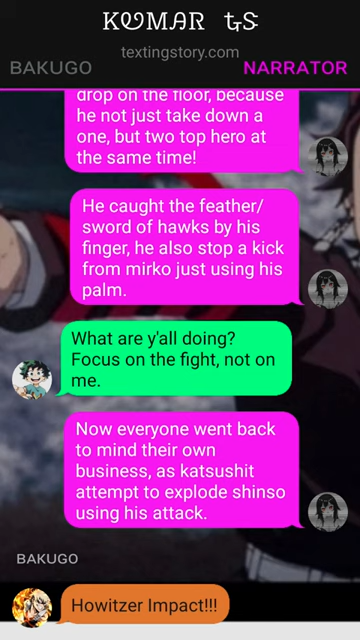 KUMAR ᎿᏕ
textingstory.com
BAKUGO NARRATOR
drop on the floor, because
he not just take down a
one, but two top hero at
the same time!
He caught the feather/
sword of hawks by his
finger, he also stop a kick
from mirko just using his
palm.
What are y'all doing?
Focus on the fight, not on
me.
Now everyone went back
to mind their own
business, as katsushit
attempt to explode shinso
using his attack.
BAKUGO
Howitzer Impact!!!